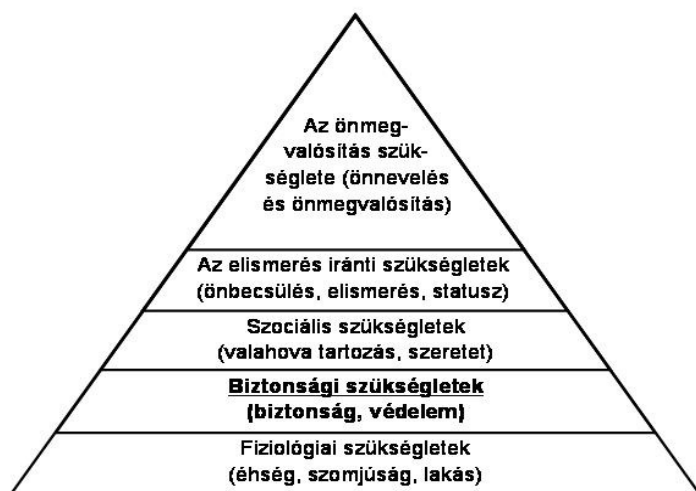 Az önmeg-
valósítás szük-
séglete (önnevelés
és önmegvalósítás)
Az elismerés iránti szükségletek
(önbecsülés, elismerés, statusz)
Szociális szükségletek
(valahova tartozás, szeretet)
Biztonsági szükségletek
(biztonság, védelem)
Fiziológiai szükségletek
(éhség, szomjúság, lakás)